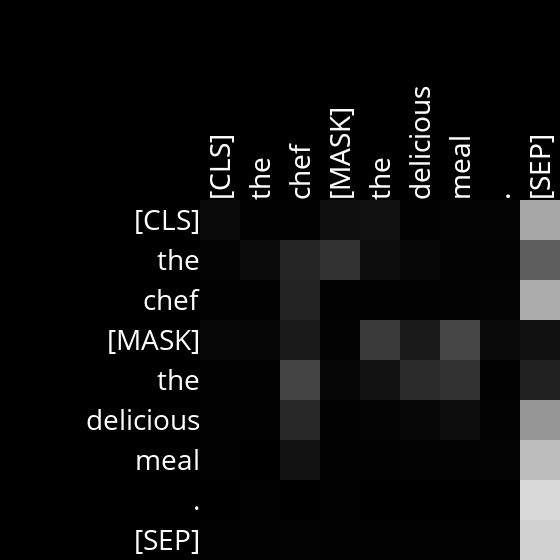 [CLS] the chef [MASK] the delicious meal . [SEP]
[CLS]
the
chef
[MASK]
the
delicious
meal
.
[SEP]